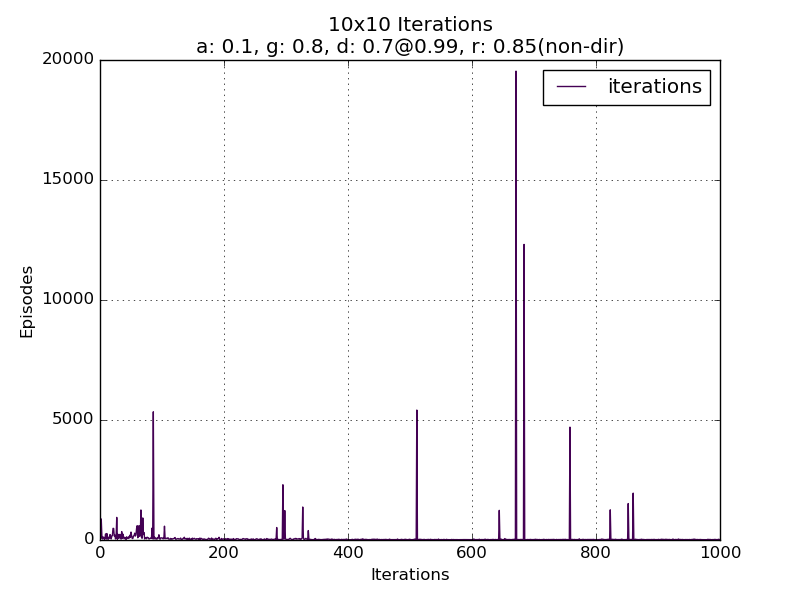 10x10 Iterations
a: 0.1, g: 0.8, d: 0.7@0.99, r: 0.85(non-dir)
20000
iterations
15000
10000
Episodes
5000
0
0 200 400 600 800 1000
Iterations